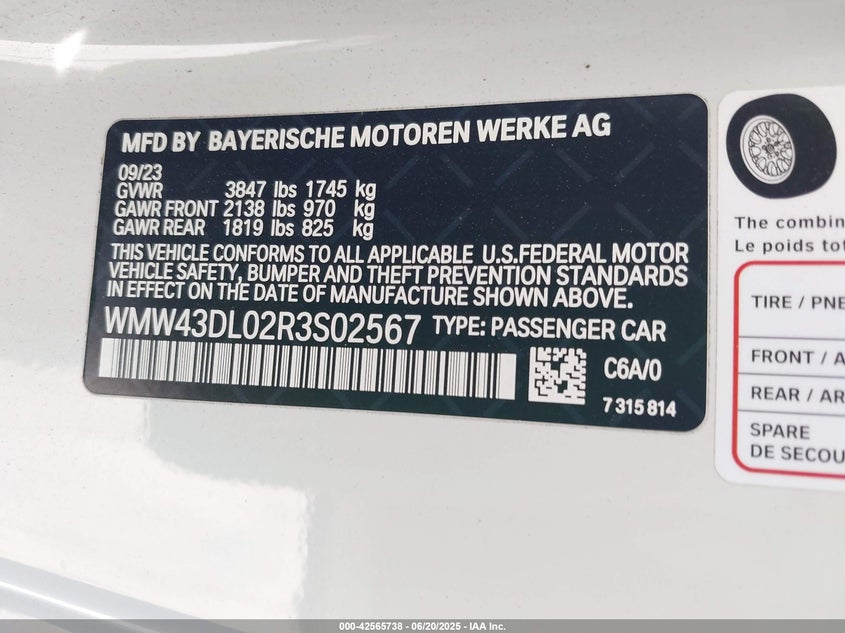 MFD BY BAYERISCHE MOTOREN WERKE AG
09/23
GVWR 3847 lbs 1745 kg
GAWR FRONT 2138 lbs 970 kg
GAWR REAR 1819 lbs 825 kg
THIS VEHICLE CONFORMS TO ALL APPLICABLE U.S.FEDERAL MOTOR
VEHICLE SAFETY, BUMPER AND THEFT PREVENTION STANDARDS
IN EFFECT ON THE DATE OF MANUFACTURE SHOWN ABOVE.
WMW43DL02R3S02567 TYPE: PASSENGER CAR
C6A/0
7 315 814
The combin
Le poids tot
TIRE / PNE
FRONT / A
REAR / AR
SPARE
DE SECOU
000-42565738 - 06/20/2025 - IAA Inc.